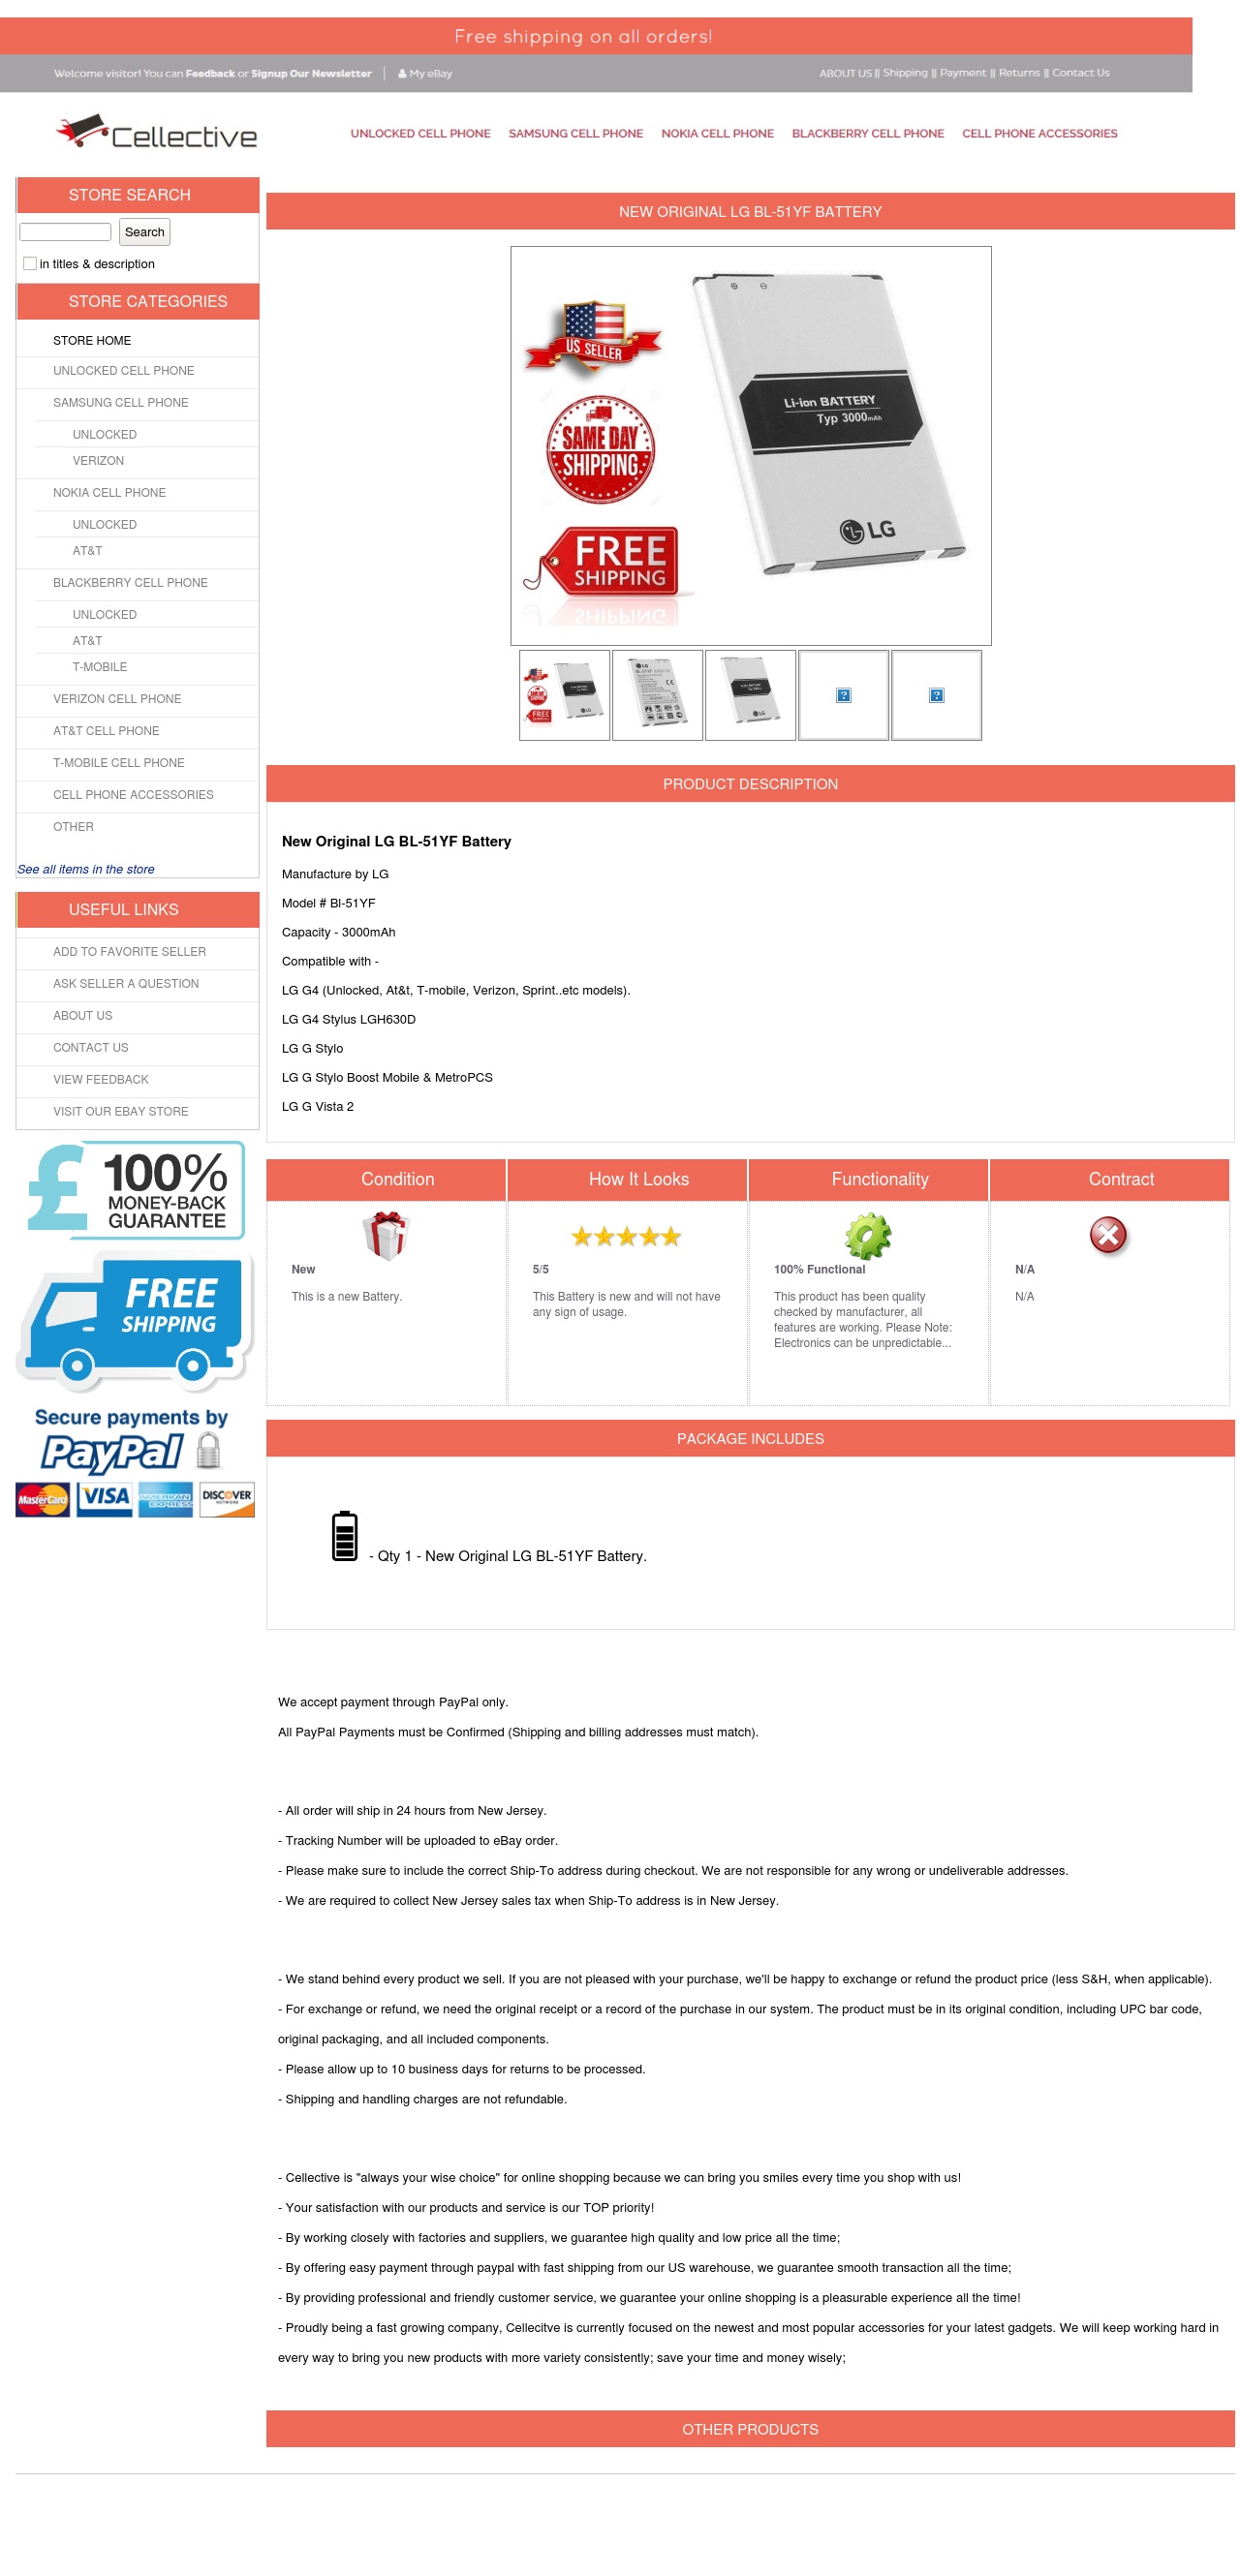 Free shipping on all orders!
Welcome visitor! You can Feedback or Signup Our Newsletter | My eBay
ABOUT US || Shipping || Payment || Returns || Contact Us
Cellective
UNLOCKED CELL PHONE SAMSUNG CELL PHONE NOKIA CELL PHONE BLACKBERRY CELL PHONE CELL PHONE ACCESSORIES
STORE SEARCH
Search
in titles & description
STORE CATEGORIES
STORE HOME
UNLOCKED CELL PHONE
SAMSUNG CELL PHONE
UNLOCKED
VERIZON
NOKIA CELL PHONE
UNLOCKED
AT&T
BLACKBERRY CELL PHONE
UNLOCKED
AT&T
T-MOBILE
VERIZON CELL PHONE
AT&T CELL PHONE
T-MOBILE CELL PHONE
CELL PHONE ACCESSORIES
OTHER
See all items in the store
USEFUL LINKS
ADD TO FAVORITE SELLER
ASK SELLER A QUESTION
ABOUT US
CONTACT US
VIEW FEEDBACK
VISIT OUR EBAY STORE
£ 100%
MONEY-BACK
GUARANTEE
FREE
SHIPPING
Secure payments by
PayPal
MasterCard VISA AMERICAN EXPRESS DISCOVER NETWORK
NEW ORIGINAL LG BL-51YF BATTERY
US SELLER
SAME DAY
SHIPPING
FREE
SHIPPING
Li-ion BATTERY
Typ 3000mAh
LG
PRODUCT DESCRIPTION
New Original LG BL-51YF Battery
Manufacture by LG
Model # Bl-51YF
Capacity - 3000mAh
Compatible with -
LG G4 (Unlocked, At&t, T-mobile, Verizon, Sprint..etc models).
LG G4 Stylus LGH630D
LG G Stylo
LG G Stylo Boost Mobile & MetroPCS
LG G Vista 2
Condition
New
This is a new Battery.
How It Looks
5/5
This Battery is new and will not have
any sign of usage.
Functionality
100% Functional
This product has been quality
checked by manufacturer, all
features are working. Please Note:
Electronics can be unpredictable...
Contract
N/A
N/A
PACKAGE INCLUDES
- Qty 1 - New Original LG BL-51YF Battery.
We accept payment through PayPal only.
All PayPal Payments must be Confirmed (Shipping and billing addresses must match).
- All order will ship in 24 hours from New Jersey.
- Tracking Number will be uploaded to eBay order.
- Please make sure to include the correct Ship-To address during checkout. We are not responsible for any wrong or undeliverable addresses.
- We are required to collect New Jersey sales tax when Ship-To address is in New Jersey.
- We stand behind every product we sell. If you are not pleased with your purchase, we'll be happy to exchange or refund the product price (less S&H, when applicable).
- For exchange or refund, we need the original receipt or a record of the purchase in our system. The product must be in its original condition, including UPC bar code,
original packaging, and all included components.
- Please allow up to 10 business days for returns to be processed.
- Shipping and handling charges are not refundable.
- Cellective is "always your wise choice" for online shopping because we can bring you smiles every time you shop with us!
- Your satisfaction with our products and service is our TOP priority!
- By working closely with factories and suppliers, we guarantee high quality and low price all the time;
- By offering easy payment through paypal with fast shipping from our US warehouse, we guarantee smooth transaction all the time;
- By providing professional and friendly customer service, we guarantee your online shopping is a pleasurable experience all the time!
- Proudly being a fast growing company, Cellecitve is currently focused on the newest and most popular accessories for your latest gadgets. We will keep working hard in
every way to bring you new products with more variety consistently; save your time and money wisely;
OTHER PRODUCTS